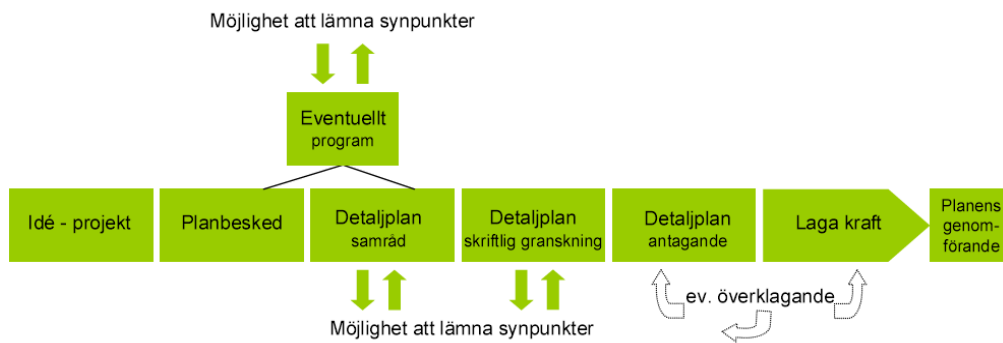 Möjlighet att lämna synpunkter
Eventuellt
program
Idé - projekt
Planbesked
Detaljplan
samråd
Detaljplan
skriftlig granskning
Detaljplan
antagande
Laga kraft
Planens
genom-
förande
ev. överklagande
Möjlighet att lämna synpunkter